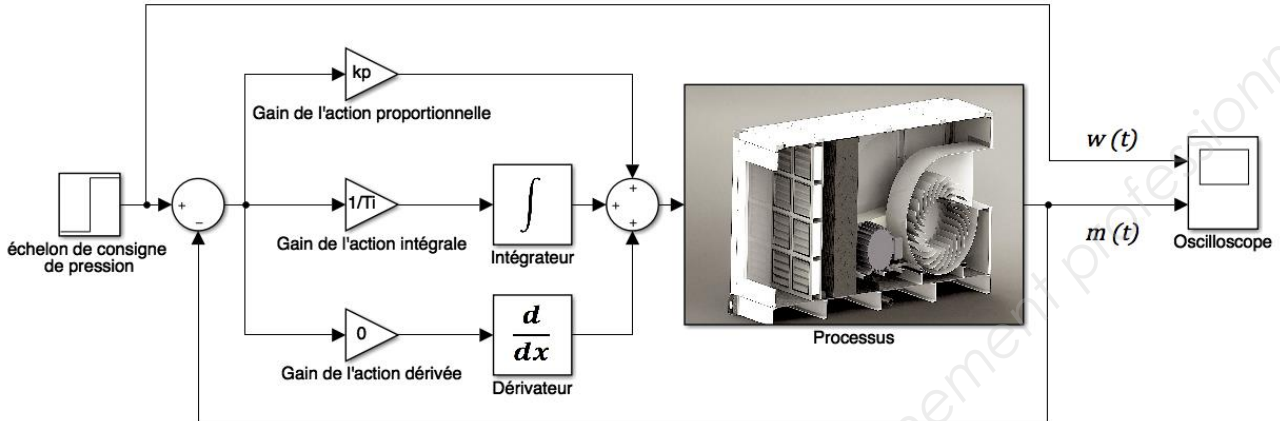 kp
Gain de l'action proportionnelle
w (t)
+
−
1/Ti
∫
+
+
+
échelon de consigne
de pression
Gain de l'action intégrale
Intégrateur
m (t)
Oscilloscope
0
d
dx
Gain de l'action dérivée
Dérivateur
Processus